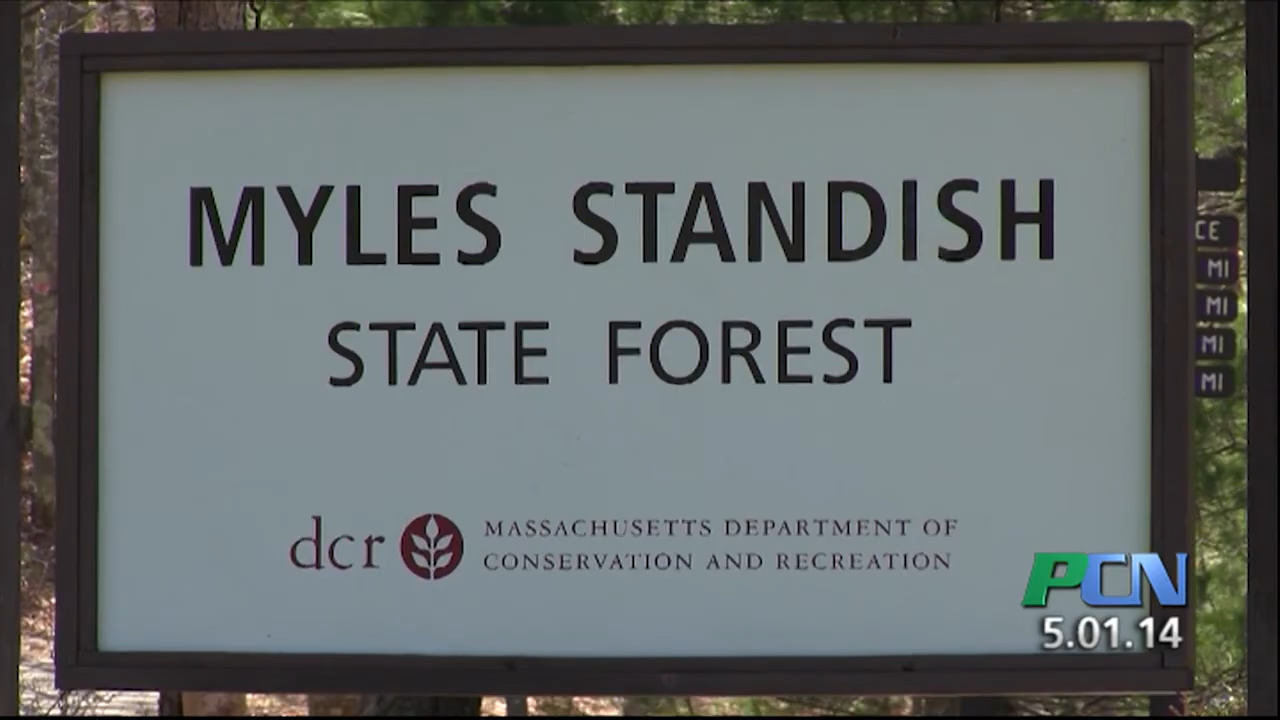 MYLES STANDISH
STATE FOREST
dcr
MASSACHUSETTS DEPARTMENT OF
CONSERVATION AND RECREATION
CE
MI
MI
MI
MI
PCN
5.01.14